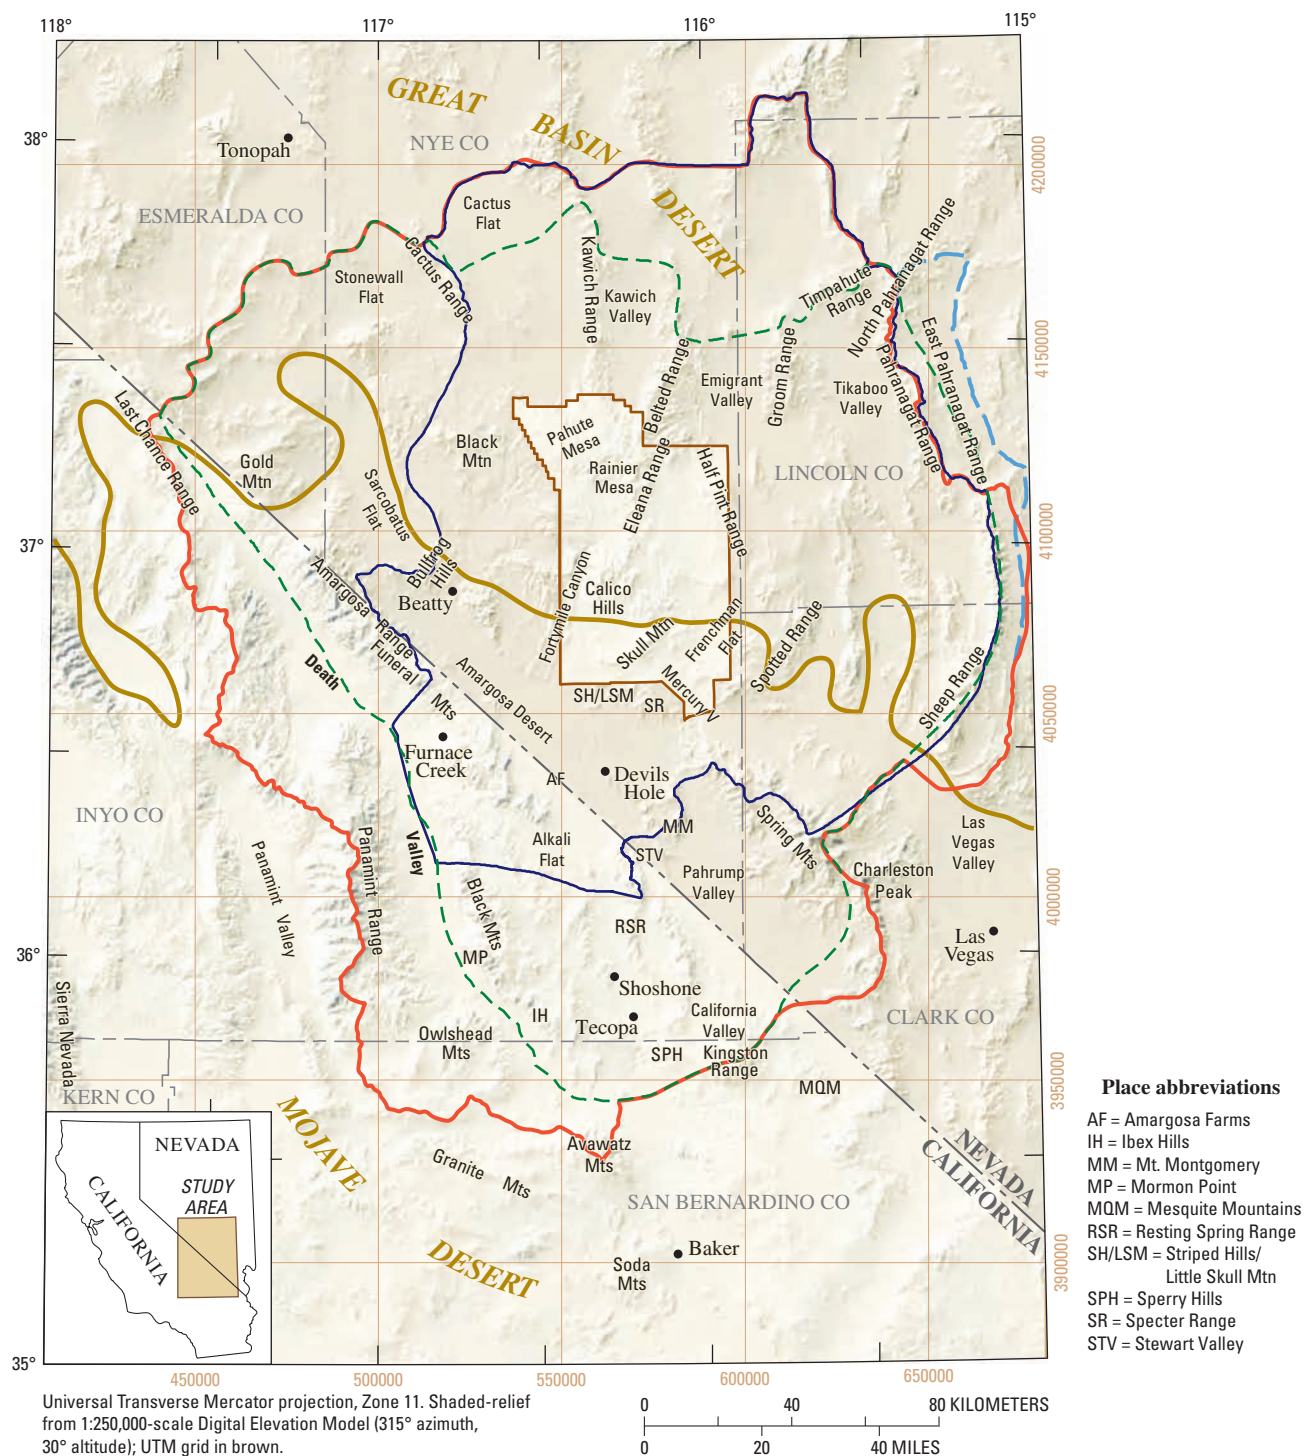 118°
117°
116°
115°
GREAT
BASIN
DESERT
38°
Tonopah
NYE CO
4200000
ESMERALDA CO
Cactus
Flat
Cactus Range
Stonewall
Flat
Kawich Range
Kawich
Valley
Timpahute
Range
North Pahranagat Range
East Pahranagat Range
Pahranagat Range
4150000
Last Chance Range
Gold
Mtn
Black
Mtn
Sarcobatus
Flat
Pahute
Mesa
Rainier
Mesa
Belted Range
Eleana Range
Emigrant
Valley
Groom Range
Tikaboo
Valley
Half Pint Range
LINCOLN CO
4100000
37°
Bullfrog
Hills
Beatty
Amargosa Range
Funeral
Mts
Fortymile Canyon
Calico
Hills
Skull Mtn
Frenchman
Flat
Spotted Range
Sheep Range
Death
Valley
Amargosa Desert
SH/LSM
SR
Mercury V
4050000
Furnace
Creek
AF
Devils
Hole
INYO CO
Panamint Valley
Panamint Range
Alkali
Flat
MM
STV
Spring Mts
Pahrump
Valley
Charleston
Peak
Las
Vegas
Valley
4000000
Black Mts
RSR
MP
36°
Las
Vegas
Sierra Nevada
Shoshone
Tecopa
IH
California
Valley
CLARK CO
Owlshead
Mts
SPH
Kingston
Range
MQM
KERN CO
3950000
MOJAVE
DESERT
Avawatz
Mts
Granite Mts
NEVADA
CALIFORNIA
SAN BERNARDINO CO
Baker
Soda
Mts
3900000
NEVADA
CALIFORNIA
STUDY
AREA
35°
450000
500000
550000
600000
650000
Place abbreviations
AF = Amargosa Farms
IH = Ibex Hills
MM = Mt. Montgomery
MP = Mormon Point
MQM = Mesquite Mountains
RSR = Resting Spring Range
SH/LSM = Striped Hills/
Little Skull Mtn
SPH = Sperry Hills
SR = Specter Range
STV = Stewart Valley
Universal Transverse Mercator projection, Zone 11. Shaded-relief
from 1:250,000-scale Digital Elevation Model (315° azimuth,
30° altitude); UTM grid in brown.
0 40 80 KILOMETERS
0 20 40 MILES